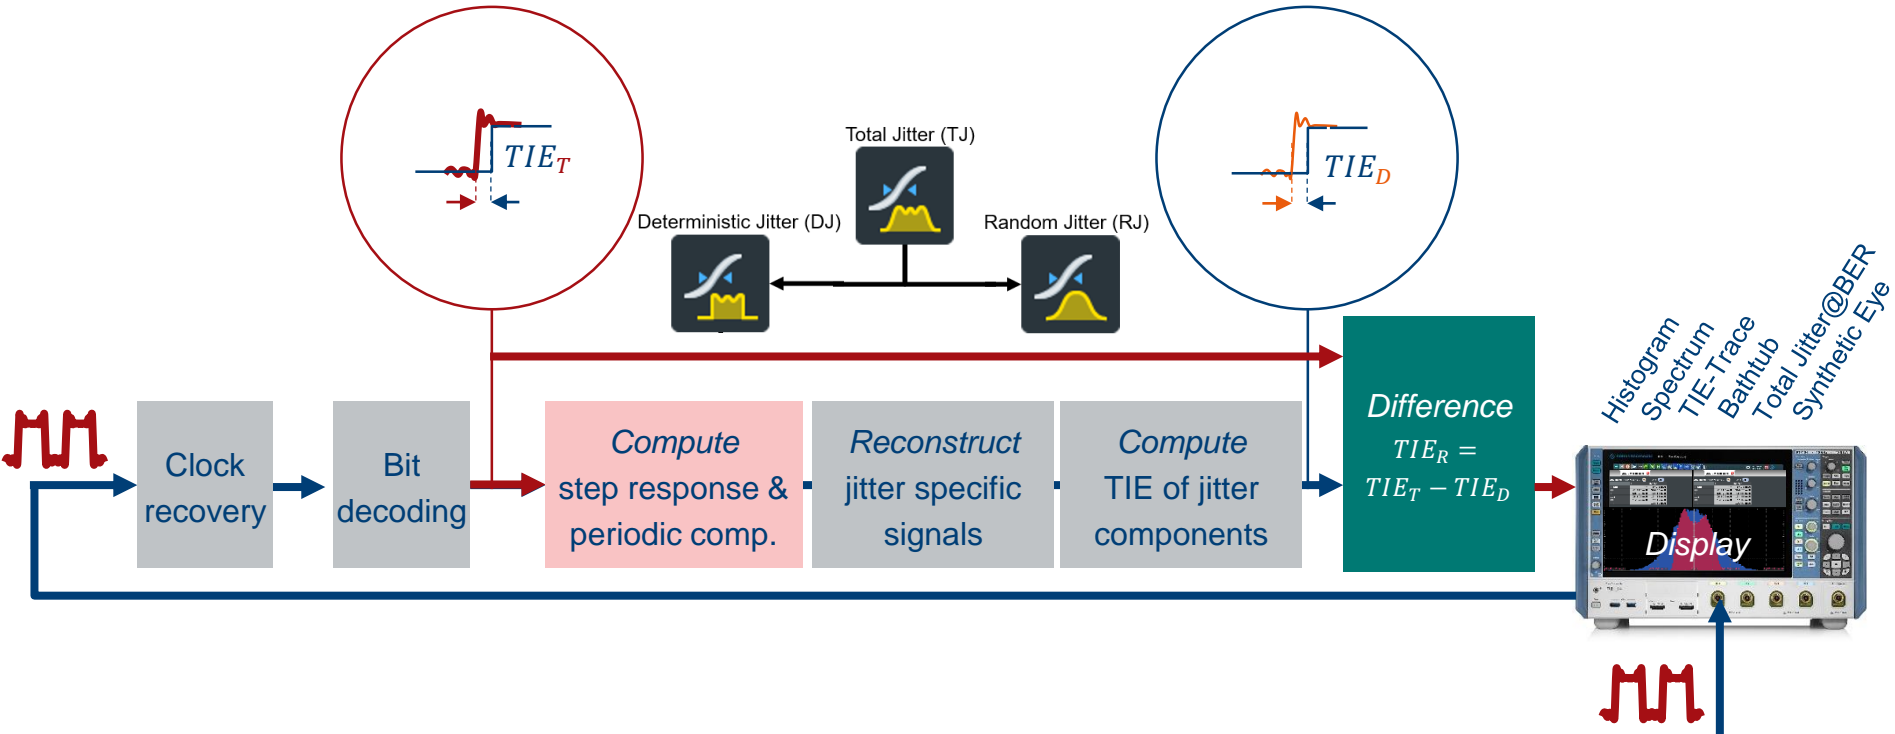 TIE_T
Total Jitter (TJ)
Deterministic Jitter (DJ)
Random Jitter (RJ)
TIE_D
Histogram
Spectrum
TIE-Trace
Bathtub
Total Jitter@BER
Synthetic Eye
Clock
recovery
Bit
decoding
Compute
step response &
periodic comp.
Reconstruct
jitter specific
signals
Compute
TIE of jitter
components
Difference
TIE_R =
TIE_T − TIE_D
Display